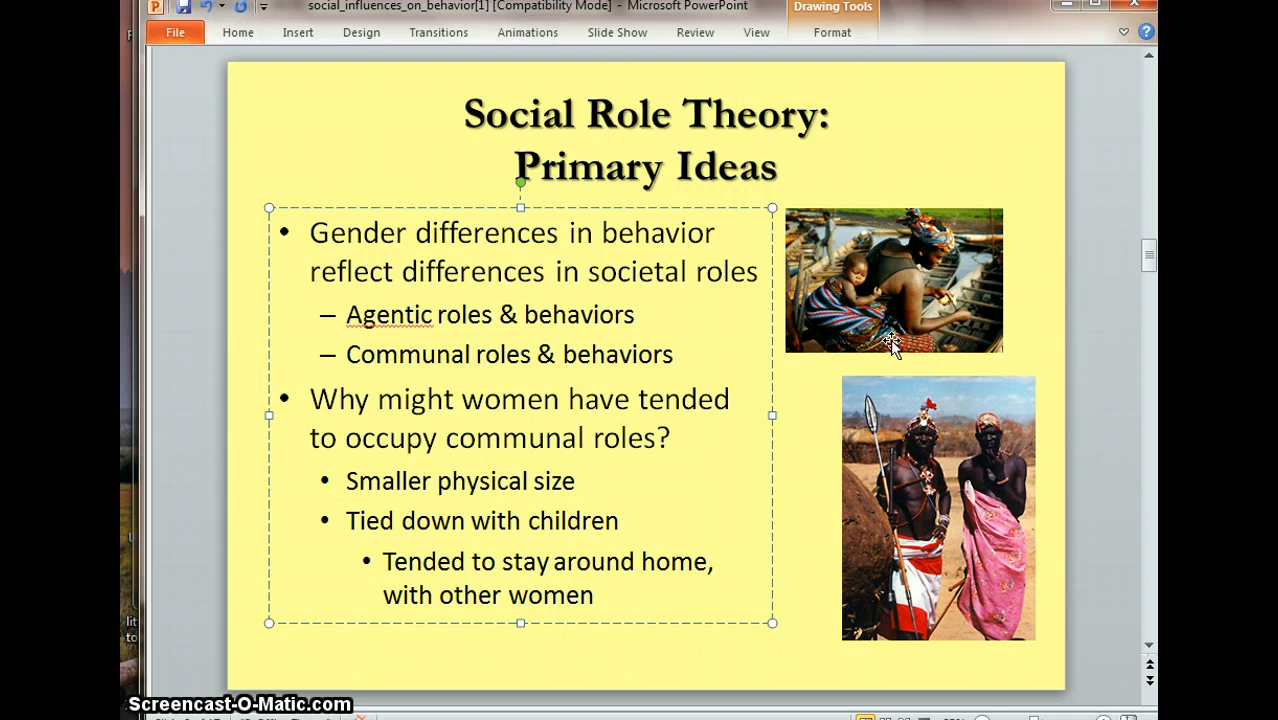 social_influences_on_behavior[1] [Compatibility Mode] - Microsoft PowerPoint
Drawing Tools
File Home Insert Design Transitions Animations Slide Show Review View Format
Social Role Theory:
Primary Ideas
• Gender differences in behavior
reflect differences in societal roles
– Agentic roles & behaviors
– Communal roles & behaviors
• Why might women have tended
to occupy communal roles?
• Smaller physical size
• Tied down with children
• Tended to stay around home,
with other women
lit
to
Screencast-O-Matic.com